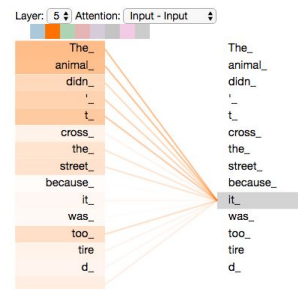 Layer: 5 Attention: Input - Input
The_ The_
animal_ animal_
didn_ didn_
'_ '_
t_ t_
cross_ cross_
the_ the_
street_ street_
because_ because_
it_ it_
was_ was_
too_ too_
tire tire
d_ d_